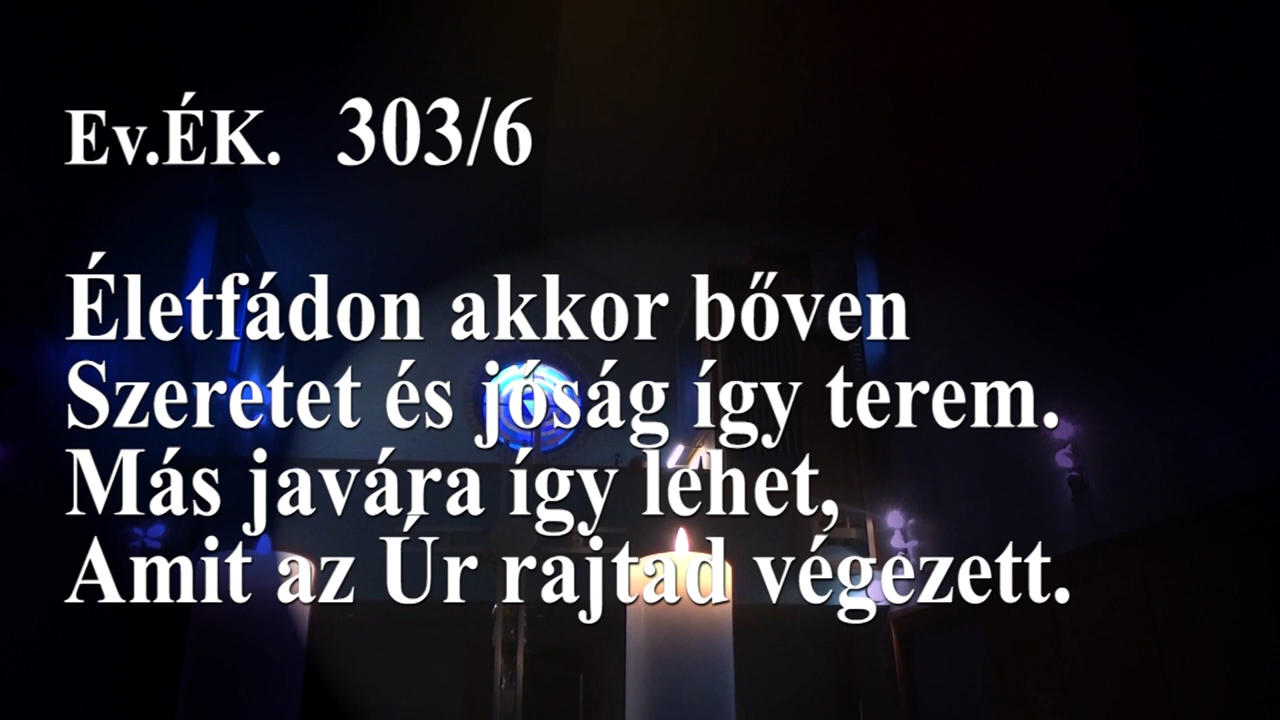 Ev.ÉK. 303/6
Életfádon akkor bőven
Szeretet és jóság így terem.
Más javára így lehet,
Amit az Úr rajtad végezett.